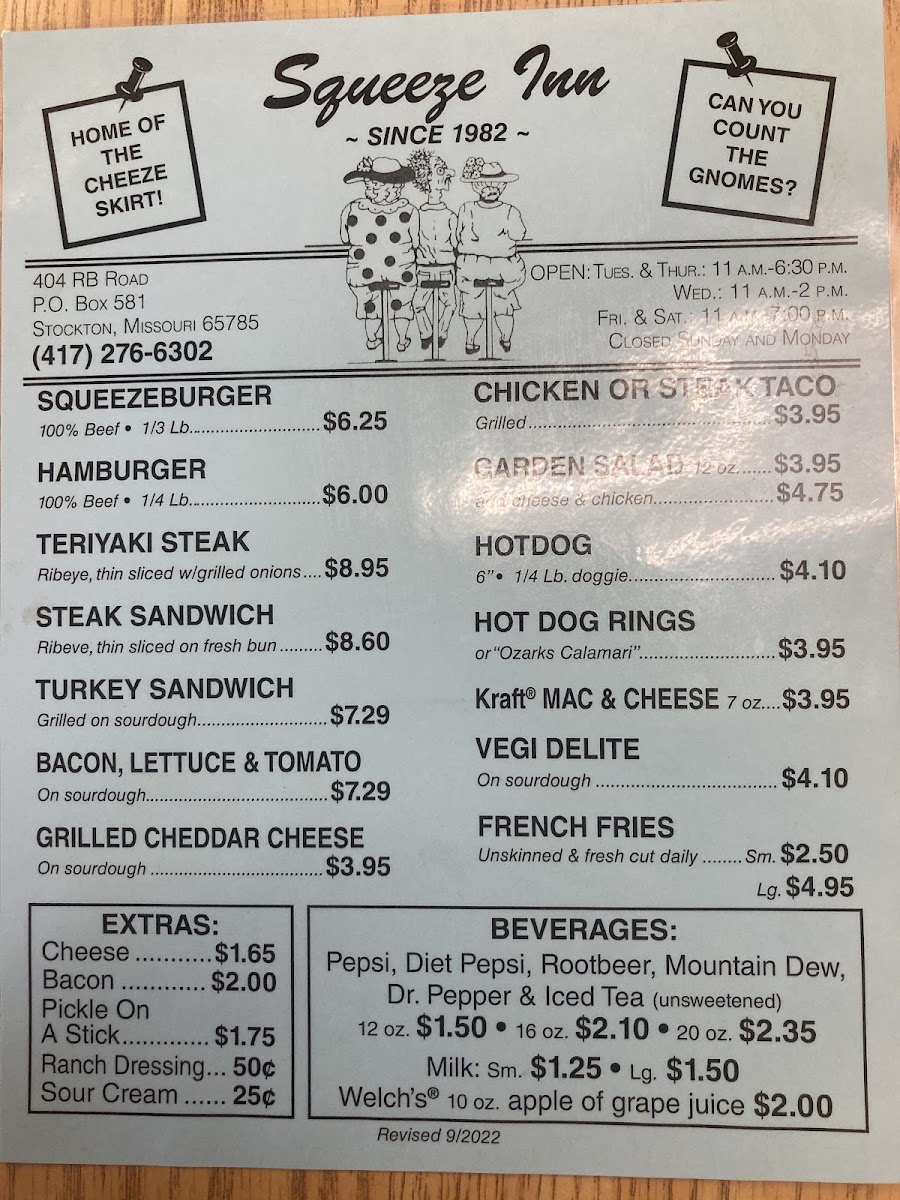 HOME OF
THE
CHEEZE
SKIRT!
Squeeze Inn
~ SINCE 1982 ~
CAN YOU
COUNT
THE
GNOMES?
404 RB ROAD
P.O. BOX 581
STOCKTON, MISSOURI 65785
(417) 276-6302
OPEN: TUES. & THUR.: 11 A.M.-6:30 P.M.
WED.: 11 A.M.-2 P.M.
FRI. & SAT.: 11 A.M.-7:00 P.M.
CLOSED SUNDAY AND MONDAY
SQUEEZEBURGER
100% Beef • 1/3 Lb............................$6.25
HAMBURGER
100% Beef • 1/4 Lb............................$6.00
TERIYAKI STEAK
Ribeye, thin sliced w/grilled onions....$8.95
STEAK SANDWICH
Ribeve, thin sliced on fresh bun.........$8.60
TURKEY SANDWICH
Grilled on sourdough...........................$7.29
BACON, LETTUCE & TOMATO
On sourdough.....................................$7.29
GRILLED CHEDDAR CHEESE
On sourdough ...................................$3.95
CHICKEN OR STEAK TACO
Grilled..................................................$3.95
GARDEN SALAD 12 oz......$3.95
add cheese & chicken.........................$4.75
HOTDOG
6"• 1/4 Lb. doggie.............................. $4.10
HOT DOG RINGS
or "Ozarks Calamari"............................$3.95
Kraft® MAC & CHEESE 7 oz....$3.95
VEGI DELITE
On sourdough .....................................$4.10
FRENCH FRIES
Unskinned & fresh cut daily ........Sm. $2.50
Lg. $4.95
EXTRAS:
Cheese ...........$1.65
Bacon ............ $2.00
Pickle On
A Stick............. $1.75
Ranch Dressing... 50¢
Sour Cream ...... 25¢
BEVERAGES:
Pepsi, Diet Pepsi, Rootbeer, Mountain Dew,
Dr. Pepper & Iced Tea (unsweetened)
12 oz. $1.50 • 16 oz. $2.10 • 20 oz. $2.35
Milk: Sm. $1.25 • Lg. $1.50
Welch's® 10 oz. apple of grape juice $2.00
Revised 9/2022